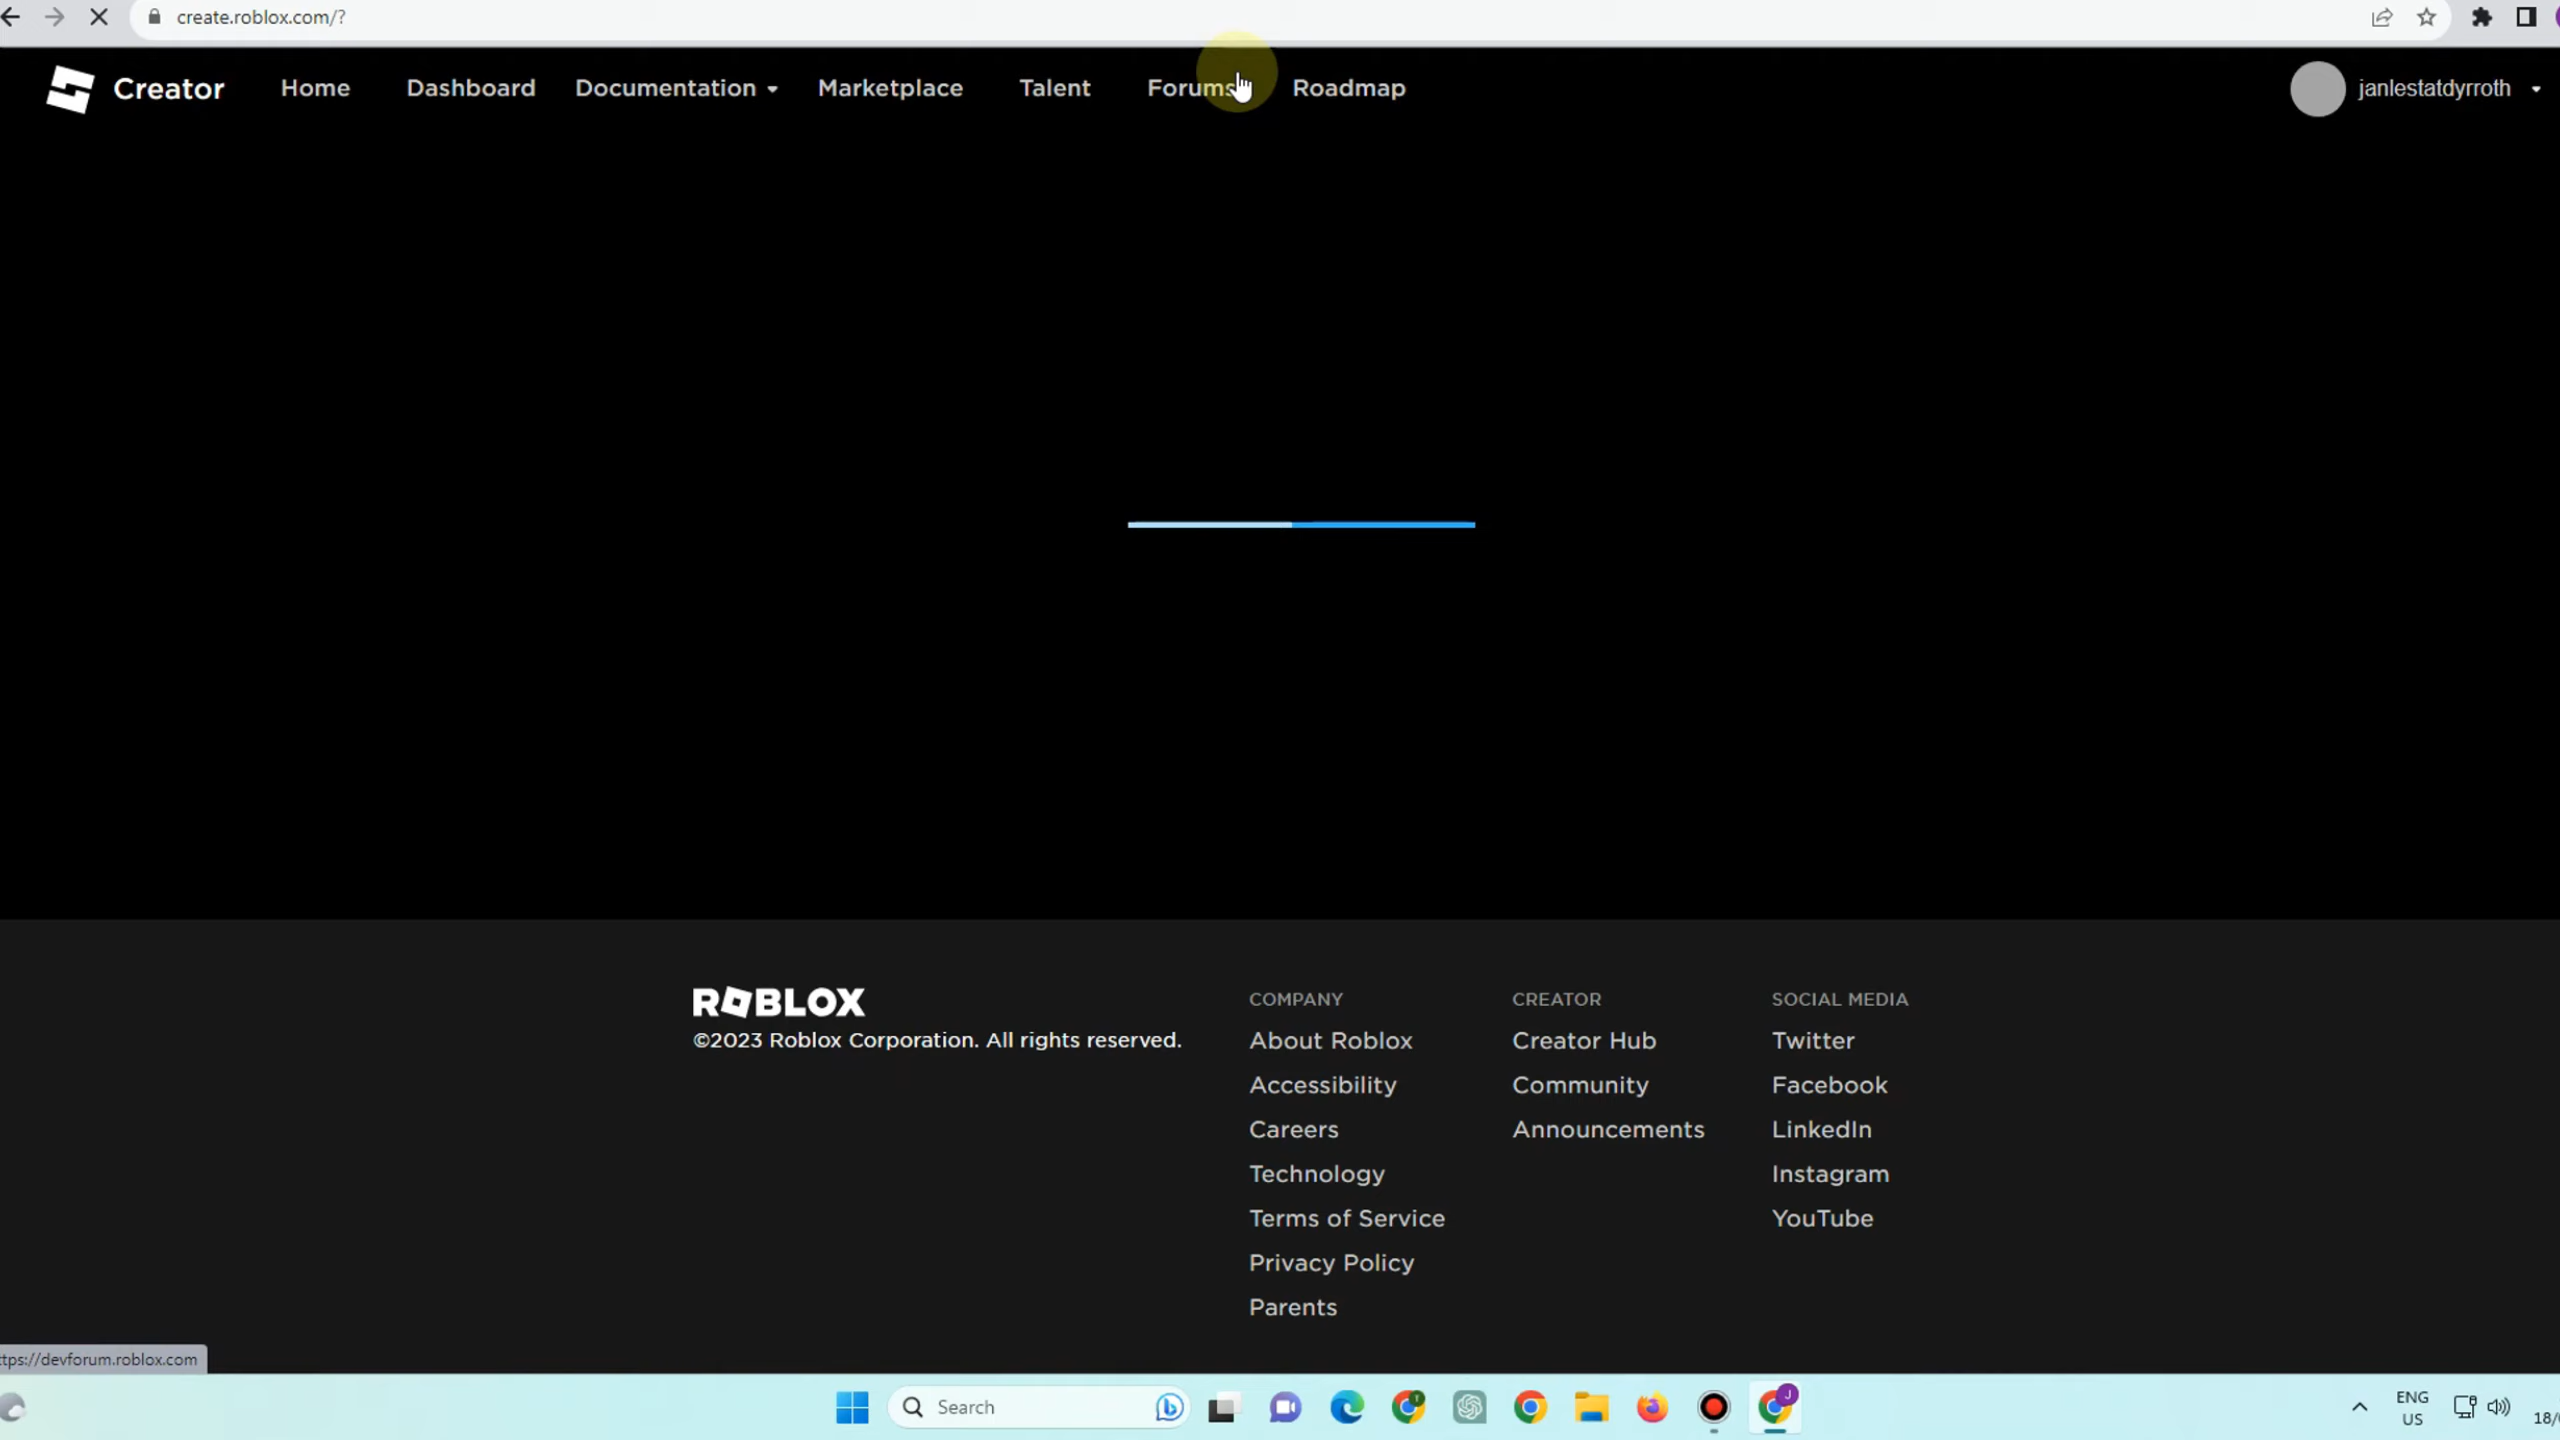 create.roblox.com/?
Creator Home Dashboard Documentation Marketplace Talent Forums Roadmap janlestatdyrroth
ROBLOX
©2023 Roblox Corporation. All rights reserved.
COMPANY
About Roblox
Accessibility
Careers
Technology
Terms of Service
Privacy Policy
Parents
CREATOR
Creator Hub
Community
Announcements
SOCIAL MEDIA
Twitter
Facebook
LinkedIn
Instagram
YouTube
ttps://devforum.roblox.com
Search
J
ENG
US
18/